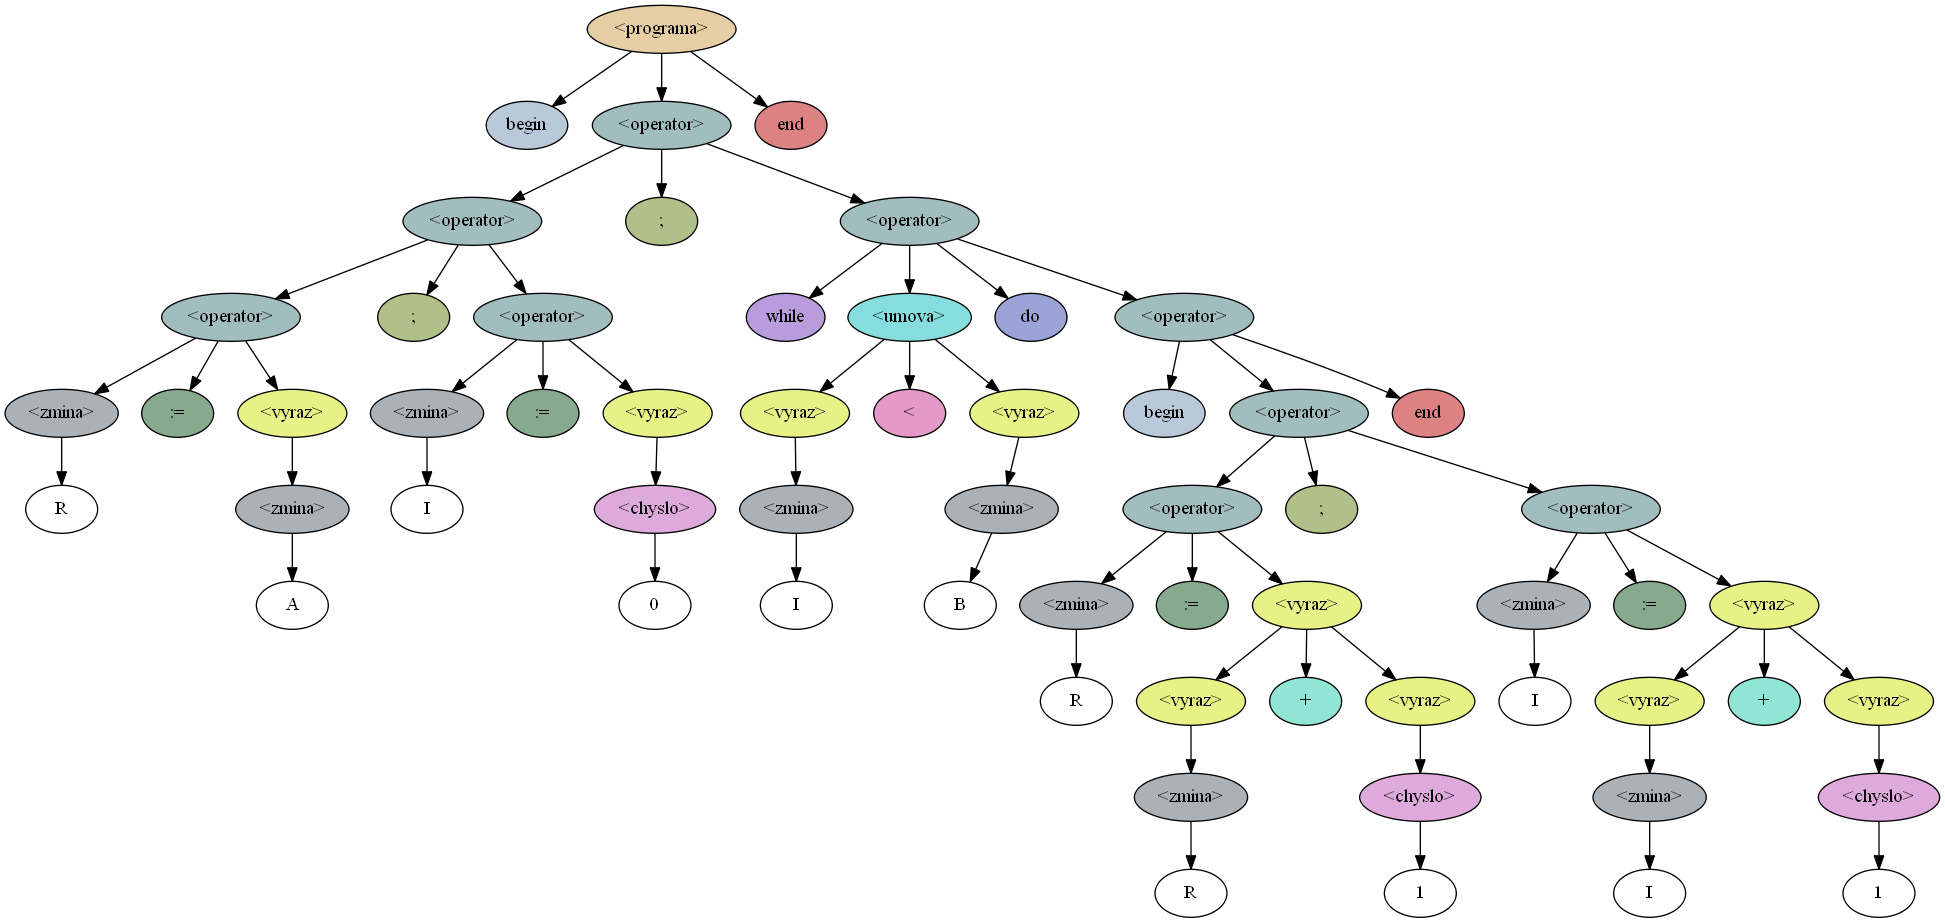 <programa>
begin <operator> end
<operator> ; <operator>
<operator> ; <operator> while <umova> do <operator>
<zmina> := <vyraz> <zmina> := <vyraz> <vyraz> < <vyraz> begin <operator> end
R <zmina> I <chyslo> <zmina> <zmina> <operator> ; <operator>
A 0 I B <zmina> := <vyraz> <zmina> := <vyraz>
R <vyraz> + <vyraz> I <vyraz> + <vyraz>
<zmina> <chyslo> <zmina> <chyslo>
R 1 I 1